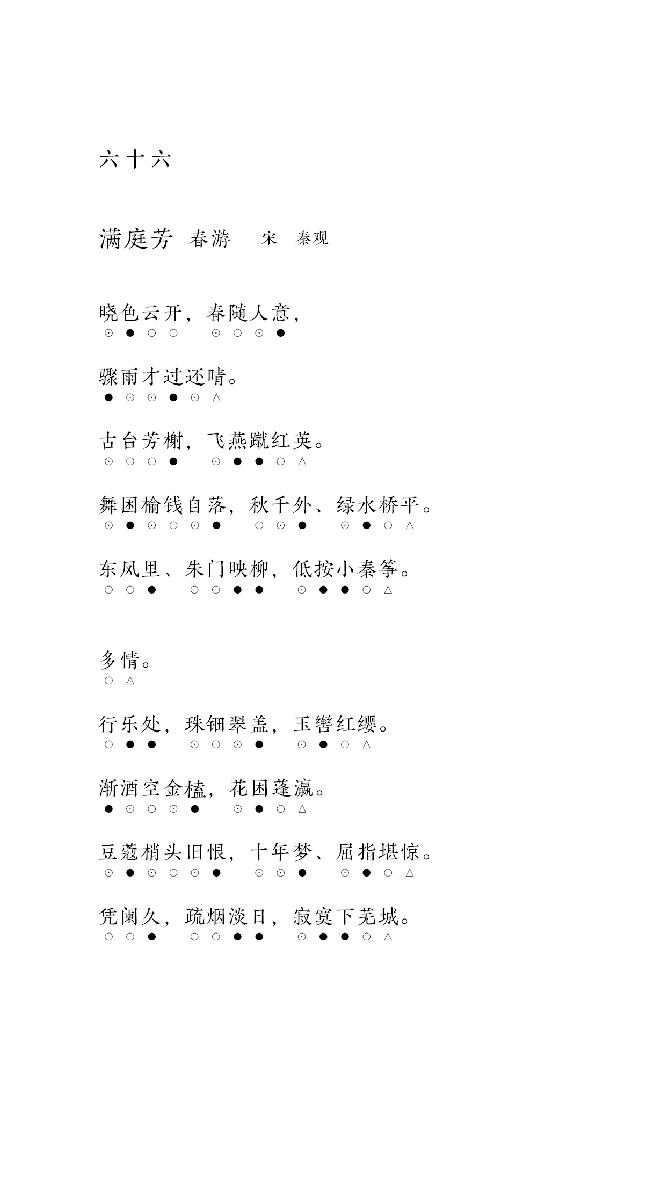 六十六
满庭芳 春游 宋 秦观
晓色云开，春随人意，
⊙●○○ ⊙○⊙●
骤雨才过还晴。
●⊙⊙●⊙△
古台芳榭，飞燕蹴红英。
⊙○○● ⊙●●○△
舞困榆钱自落，秋千外、绿水桥平。
⊙●⊙○⊙● ○⊙● ⊙●○△
东风里、朱门映柳，低按小秦筝。
○○● ○○●● ⊙●●○△
多情。
○△
行乐处，珠钿翠盖，玉辔红缨。
○●● ⊙○⊙● ⊙●○△
渐酒空金榼，花困蓬瀛。
●⊙○⊙● ⊙●○△
豆蔻梢头旧恨，十年梦、屈指堪惊。
⊙●⊙○⊙● ⊙⊙● ⊙●○△
凭阑久，疏烟淡日，寂寞下芜城。
○○● ○○●● ⊙●●○△